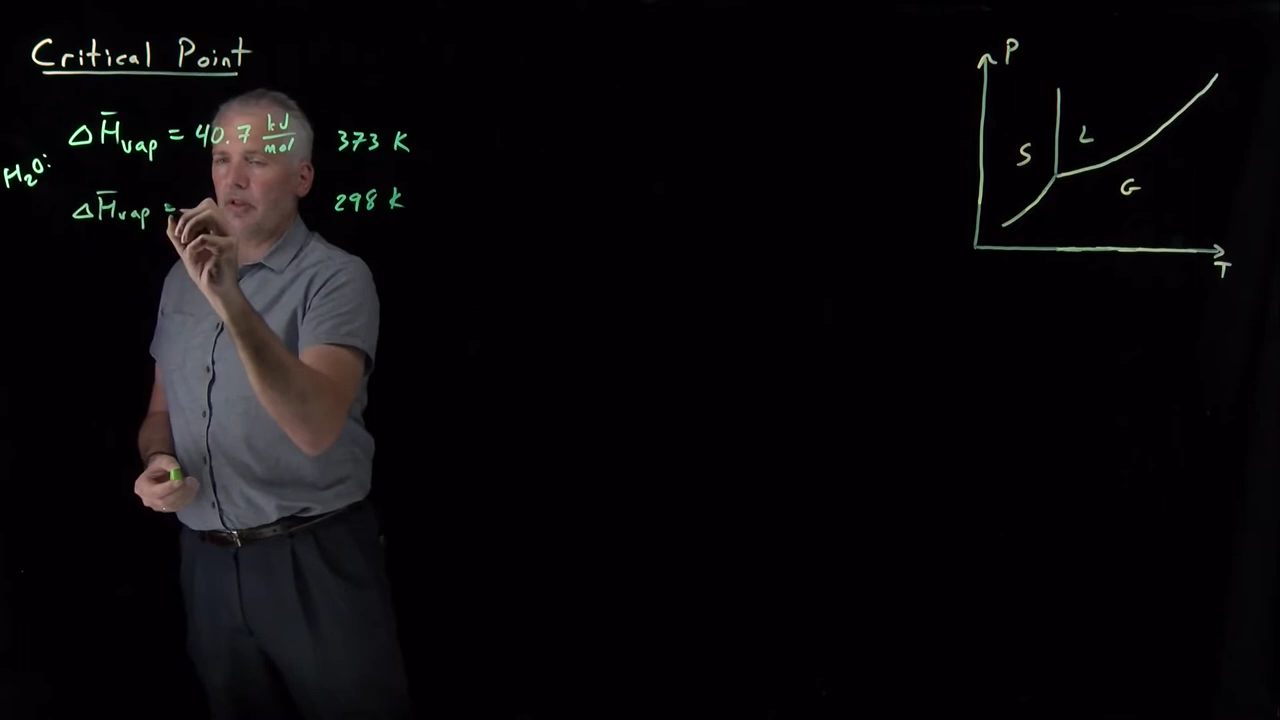 Critical Point
H₂O:
ΔH̄vap = 40.7 kJ/mol 373 K
ΔH̄vap = 298 K
P
S L
G
T